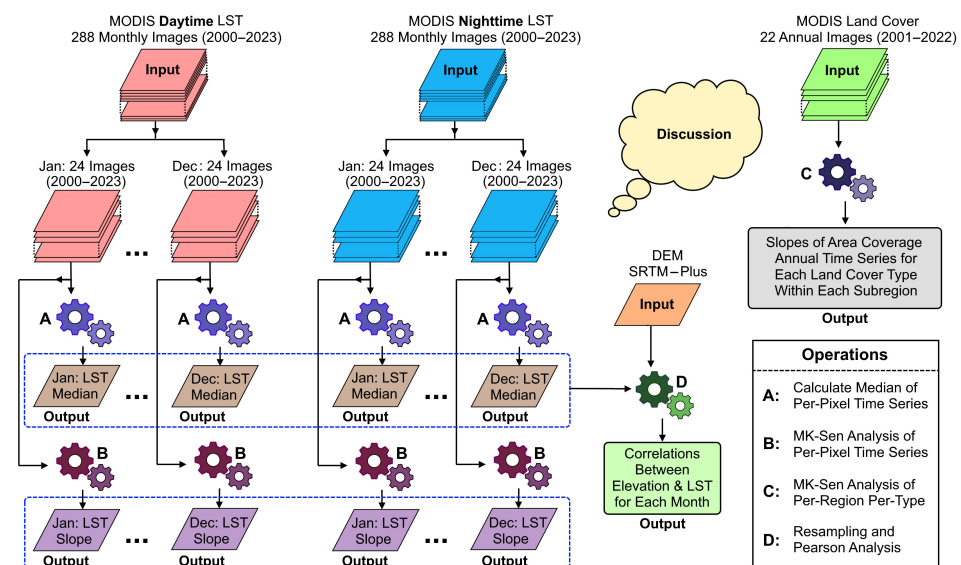 MODIS Daytime LST
288 Monthly Images (2000–2023)
Input
Jan: 24 Images
(2000–2023)
Dec: 24 Images
(2000–2023)
...
A
A
Jan: LST
Median
Output
...
Dec: LST
Median
Output
B
B
Jan: LST
Slope
Output
...
Dec: LST
Slope
Output
MODIS Nighttime LST
288 Monthly Images (2000–2023)
Input
Jan: 24 Images
(2000–2023)
Dec: 24 Images
(2000–2023)
...
A
A
Jan: LST
Median
Output
...
Dec: LST
Median
Output
B
B
Jan: LST
Slope
Output
...
Dec: LST
Slope
Output
Discussion
DEM
SRTM–Plus
Input
D
Correlations
Between
Elevation & LST
for Each Month
Output
MODIS Land Cover
22 Annual Images (2001–2022)
Input
C
Slopes of Area Coverage
Annual Time Series for
Each Land Cover Type
Within Each Subregion
Output
Operations
A: Calculate Median of
Per-Pixel Time Series
B: MK-Sen Analysis of
Per-Pixel Time Series
C: MK-Sen Analysis of
Per-Region Per-Type
D: Resampling and
Pearson Analysis